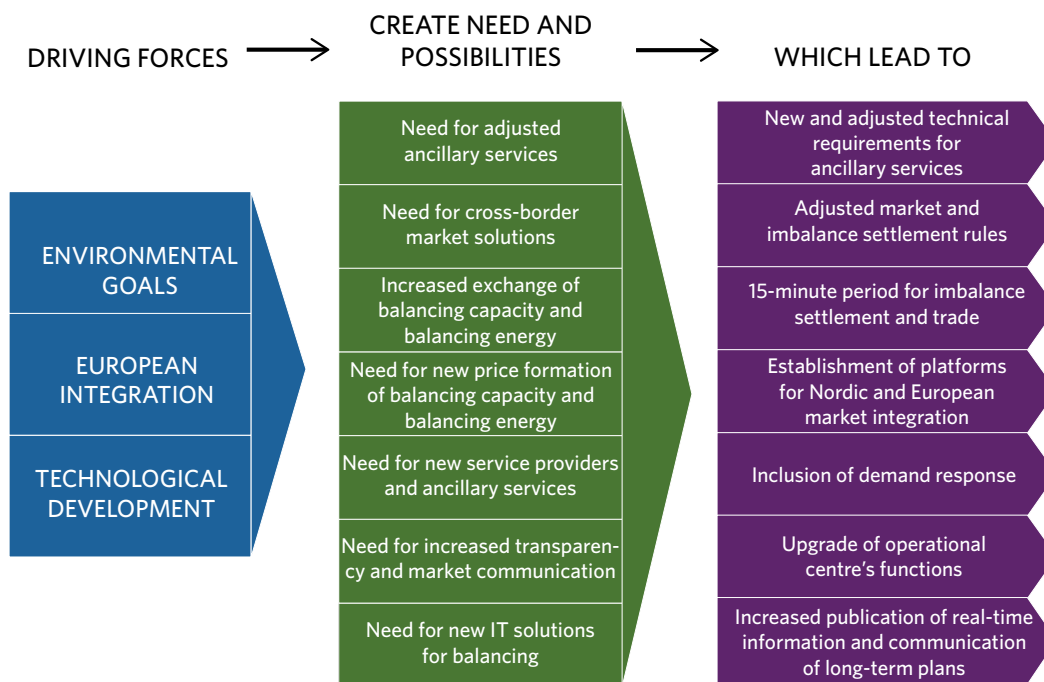 DRIVING FORCES
CREATE NEED AND
POSSIBILITIES
WHICH LEAD TO
ENVIRONMENTAL
GOALS
EUROPEAN
INTEGRATION
TECHNOLOGICAL
DEVELOPMENT
Need for adjusted
ancillary services
Need for cross-border
market solutions
Increased exchange of
balancing capacity and
balancing energy
Need for new price formation
of balancing capacity and
balancing energy
Need for new service providers
and ancillary services
Need for increased transparen-
cy and market communication
Need for new IT solutions
for balancing
New and adjusted technical
requirements for
ancillary services
Adjusted market and
imbalance settlement rules
15-minute period for imbalance
settlement and trade
Establishment of platforms
for Nordic and European
market integration
Inclusion of demand response
Upgrade of operational
centre’s functions
Increased publication of real-time
information and communication
of long-term plans